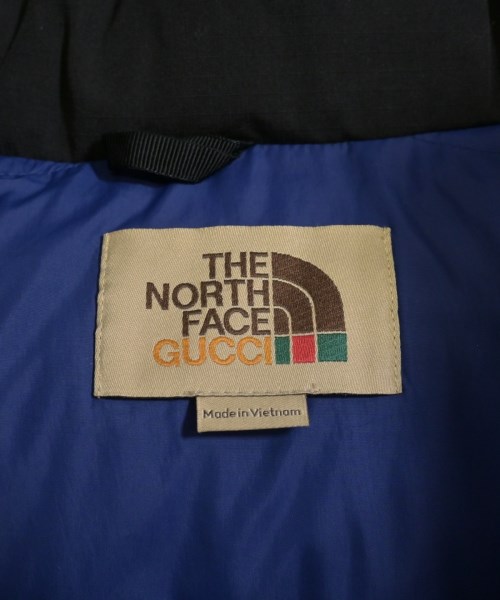 THE
NORTH
FACE
GUCCI
Made in Vietnam